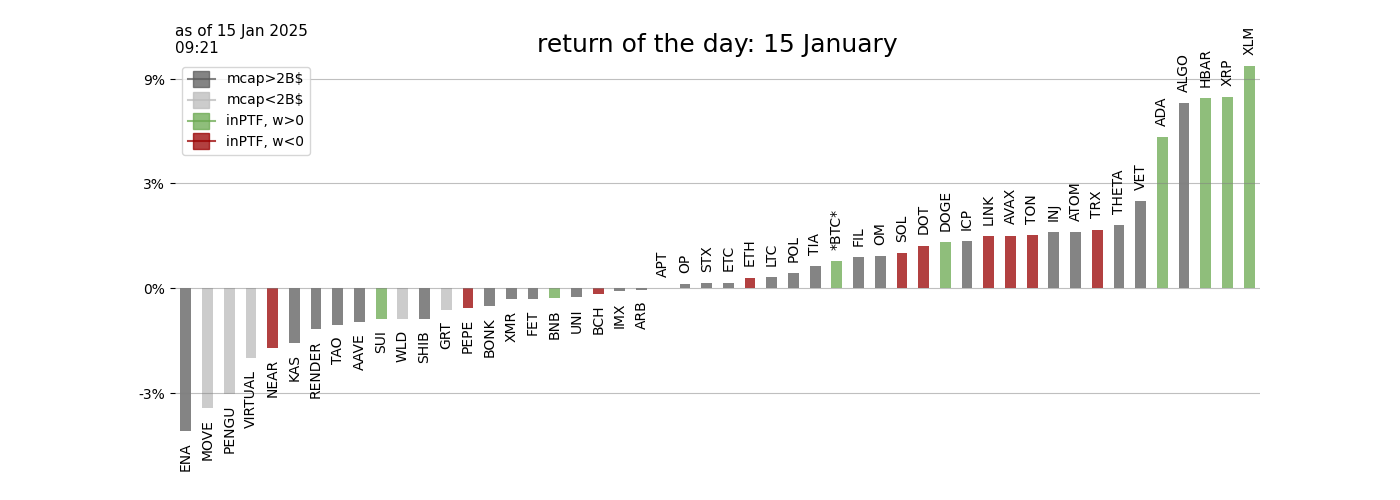 as of 15 Jan 2025
09:21
return of the day: 15 January
mcap>2B$
mcap<2B$
inPTF, w>0
inPTF, w<0
9%
3%
0%
-3%
ENA
MOVE
PENGU
VIRTUAL
NEAR
KAS
RENDER
TAO
AAVE
SUI
WLD
SHIB
GRT
PEPE
BONK
XMR
FET
BNB
UNI
BCH
IMX
ARB
APT
OP
STX
ETC
ETH
LTC
POL
TIA
*BTC*
FIL
OM
SOL
DOT
DOGE
ICP
LINK
AVAX
TON
INJ
ATOM
TRX
THETA
VET
ADA
ALGO
HBAR
XRP
XLM